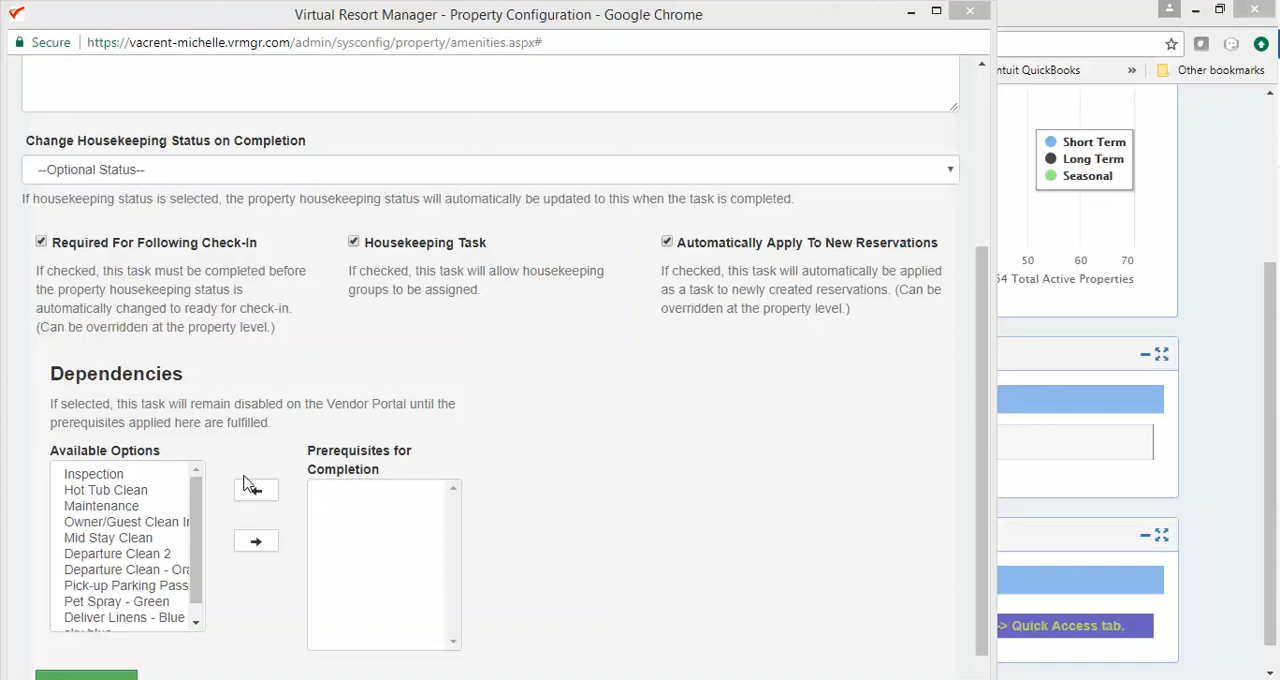 Virtual Resort Manager - Property Configuration - Google Chrome
Secure https://vacrent-michelle.vrmgr.com/admin/sysconfig/property/amenities.aspx#
ntuit QuickBooks » Other bookmarks
Change Housekeeping Status on Completion
--Optional Status--
If housekeeping status is selected, the property housekeeping status will automatically be updated to this when the task is completed.
Required For Following Check-In
If checked, this task must be completed before
the property housekeeping status is
automatically changed to ready for check-in.
(Can be overridden at the property level.)
Housekeeping Task
If checked, this task will allow housekeeping
groups to be assigned.
Automatically Apply To New Reservations
If checked, this task will automatically be applied
as a task to newly created reservations. (Can be
overridden at the property level.)
Dependencies
If selected, this task will remain disabled on the Vendor Portal until the
prerequisites applied here are fulfilled.
Available Options
Inspection
Hot Tub Clean
Maintenance
Owner/Guest Clean In
Mid Stay Clean
Departure Clean 2
Departure Clean - Ora
Pick-up Parking Pass
Pet Spray - Green
Deliver Linens - Blue
Prerequisites for
Completion
Short Term
Long Term
Seasonal
50 60 70
54 Total Active Properties
-> Quick Access tab.